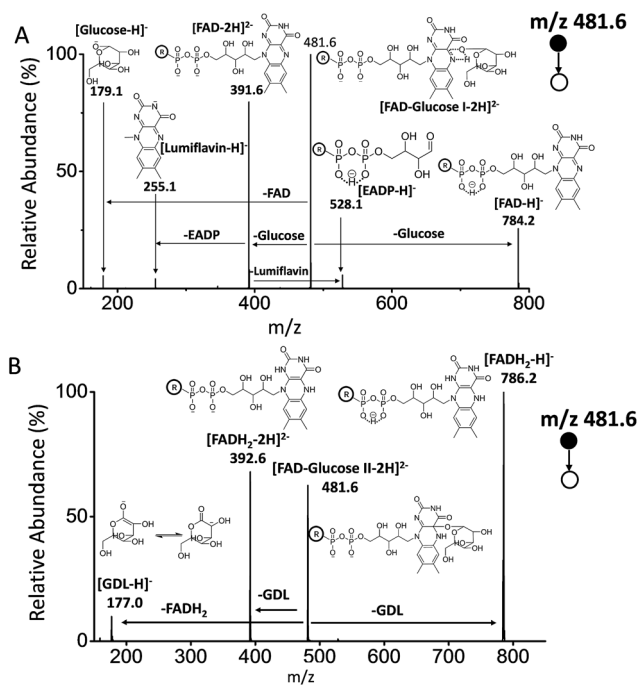 A
[Glucose-H]⁻
179.1
[FAD-2H]²⁻
391.6
481.6
[FAD-Glucose I-2H]²⁻
m/z 481.6
[Lumiflavin-H]⁻
255.1
[EADP-H]⁻
528.1
[FAD-H]⁻
784.2
-FAD
-EADP
-Glucose
-Glucose
-Lumiflavin
Relative Abundance (%)
100
50
0
200
400
600
800
m/z
B
[FADH₂-2H]²⁻
392.6
[FADH₂-H]⁻
786.2
m/z 481.6
[FAD-Glucose II-2H]²⁻
481.6
[GDL-H]⁻
177.0
-FADH₂
-GDL
-GDL
Relative Abundance (%)
100
50
0
200
300
400
500
600
700
800
m/z